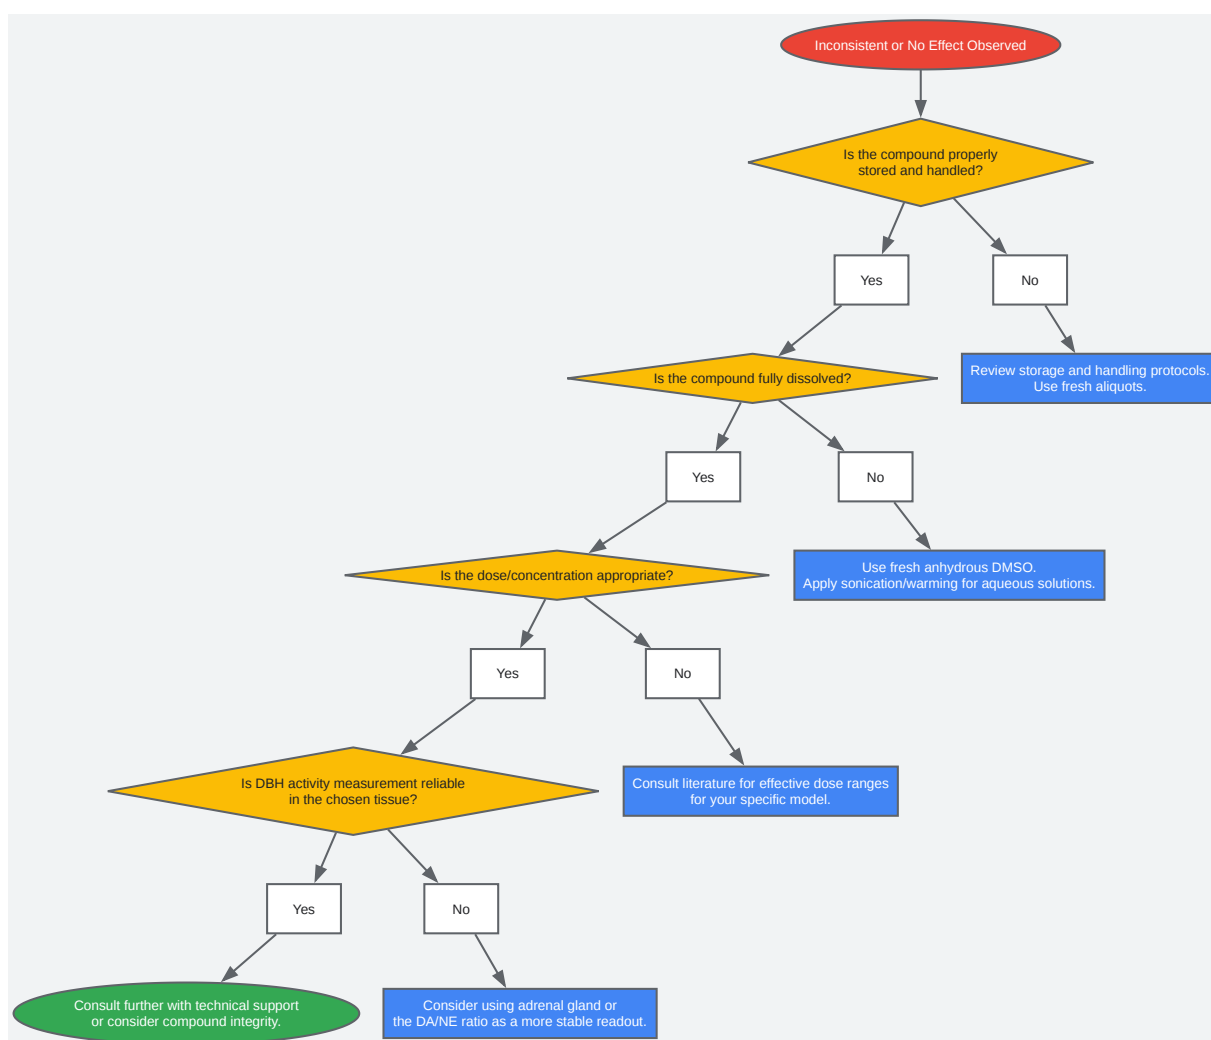 Inconsistent or No Effect Observed
Is the compound properly
stored and handled?
Yes
No
Is the compound fully dissolved?
Review storage and handling protocols.
Use fresh aliquots.
Yes
No
Is the dose/concentration appropriate?
Use fresh anhydrous DMSO.
Apply sonication/warming for aqueous solutions.
Yes
No
Is DBH activity measurement reliable
in the chosen tissue?
Consult literature for effective dose ranges
for your specific model.
Yes
No
Consult further with technical support
or consider compound integrity.
Consider using adrenal gland or
the DA/NE ratio as a more stable readout.